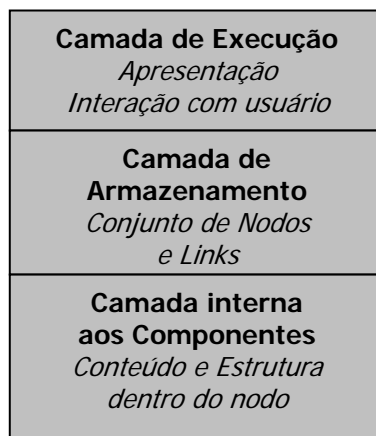 Camada de Execução
Apresentação
Interação com usuário
Camada de
Armazenamento
Conjunto de Nodos
e Links
Camada interna
aos Componentes
Conteúdo e Estrutura
dentro do nodo